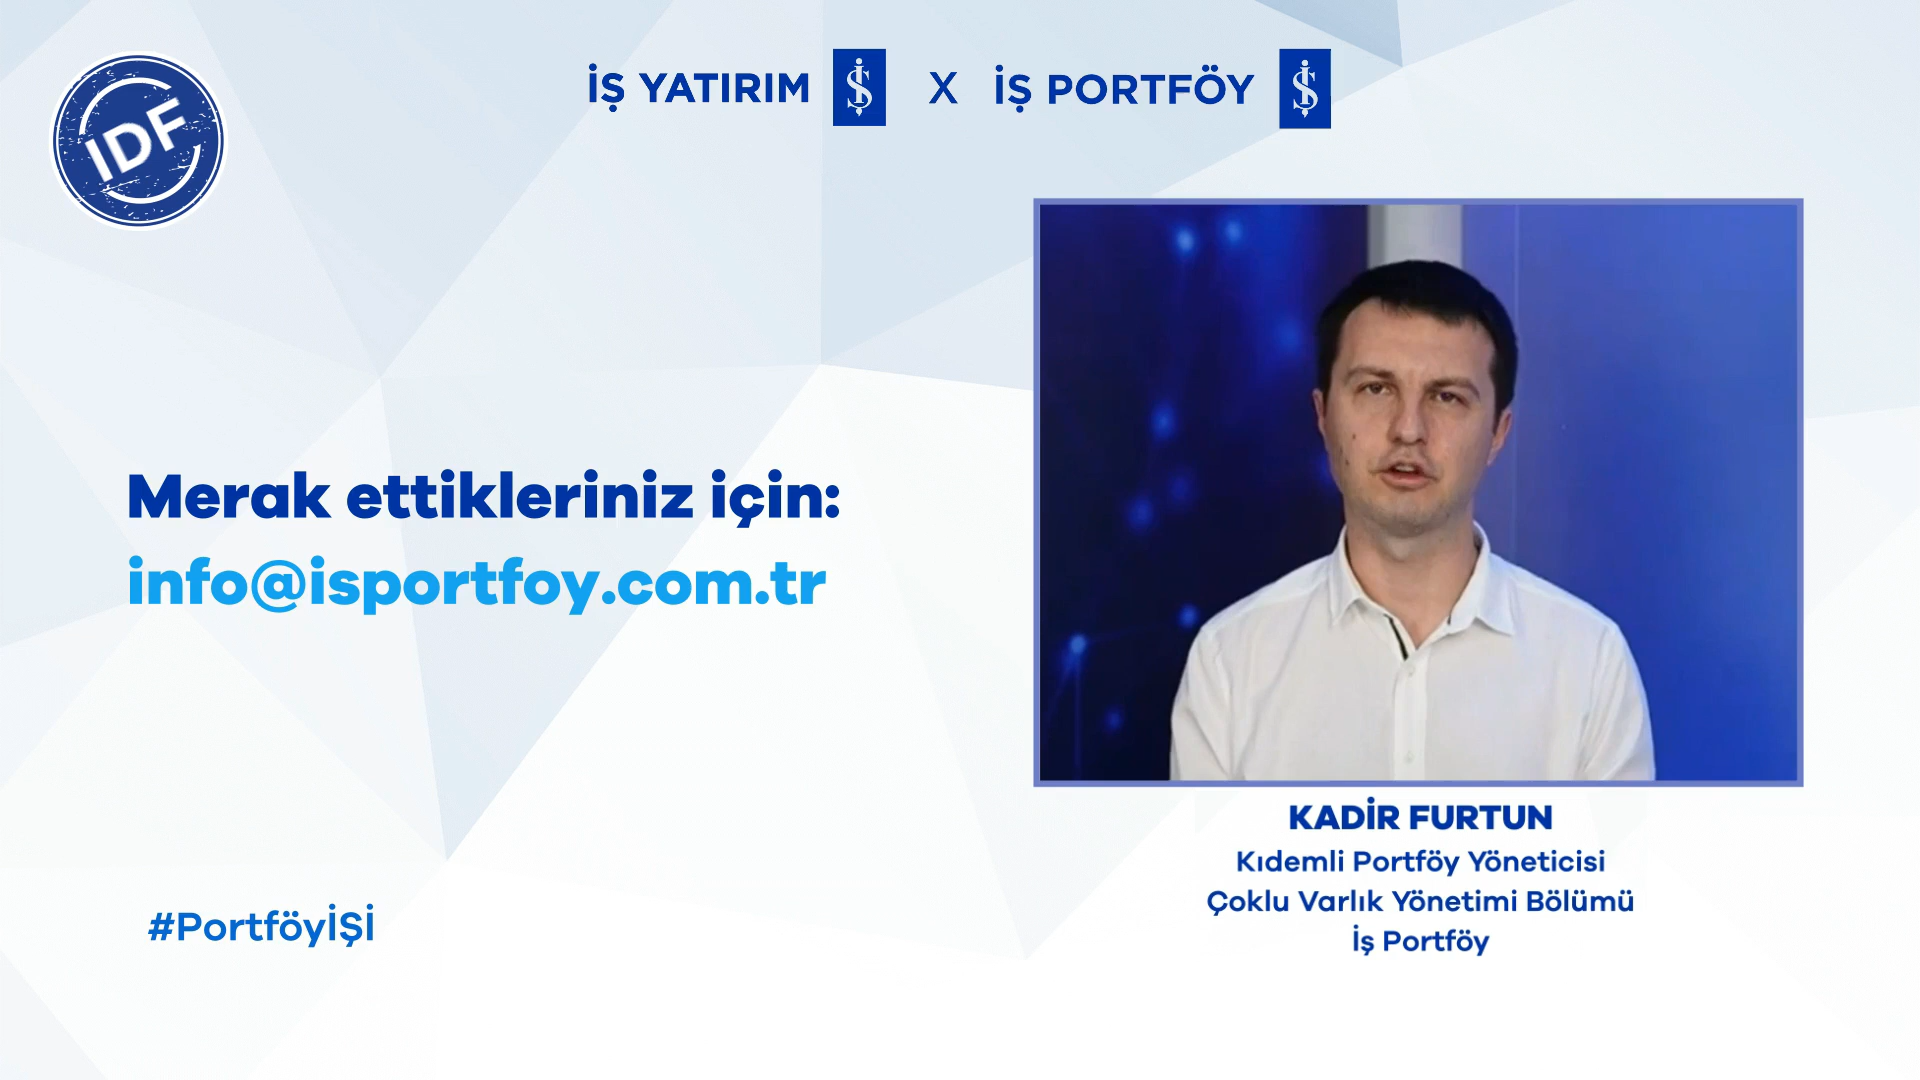 IDF
İŞ YATIRIM X İŞ PORTFÖY
Merak ettikleriniz için:
info@isportfoy.com.tr
KADİR FURTUN
Kıdemli Portföy Yöneticisi
Çoklu Varlık Yönetimi Bölümü
İş Portföy
#PortföyİŞİ